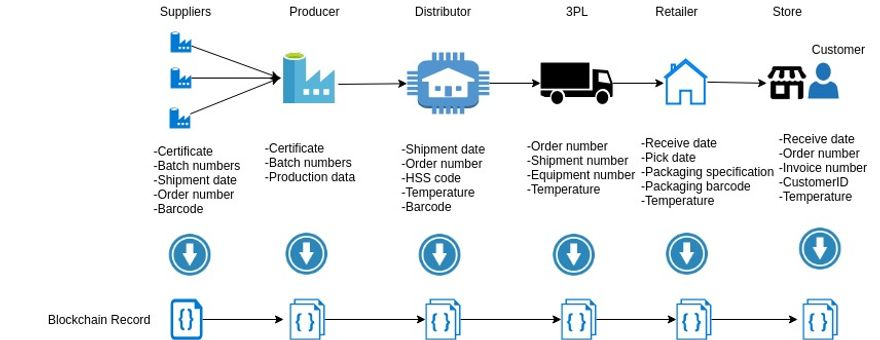 Suppliers
Producer
Distributor
3PL
Retailer
Store
Customer
-Certificate
-Batch numbers
-Shipment date
-Order number
-Barcode
-Certificate
-Batch numbers
-Production data
-Shipment date
-Order number
-HSS code
-Temperature
-Barcode
-Order number
-Shipment number
-Equipment number
-Temperature
-Receive date
-Pick date
-Packaging specification
-Packaging barcode
-Temperature
-Receive date
-Order number
-Invoice number
-CustomerID
-Temperature
Blockchain Record
{}
{ }
{ }
{ }
{ }
{ }